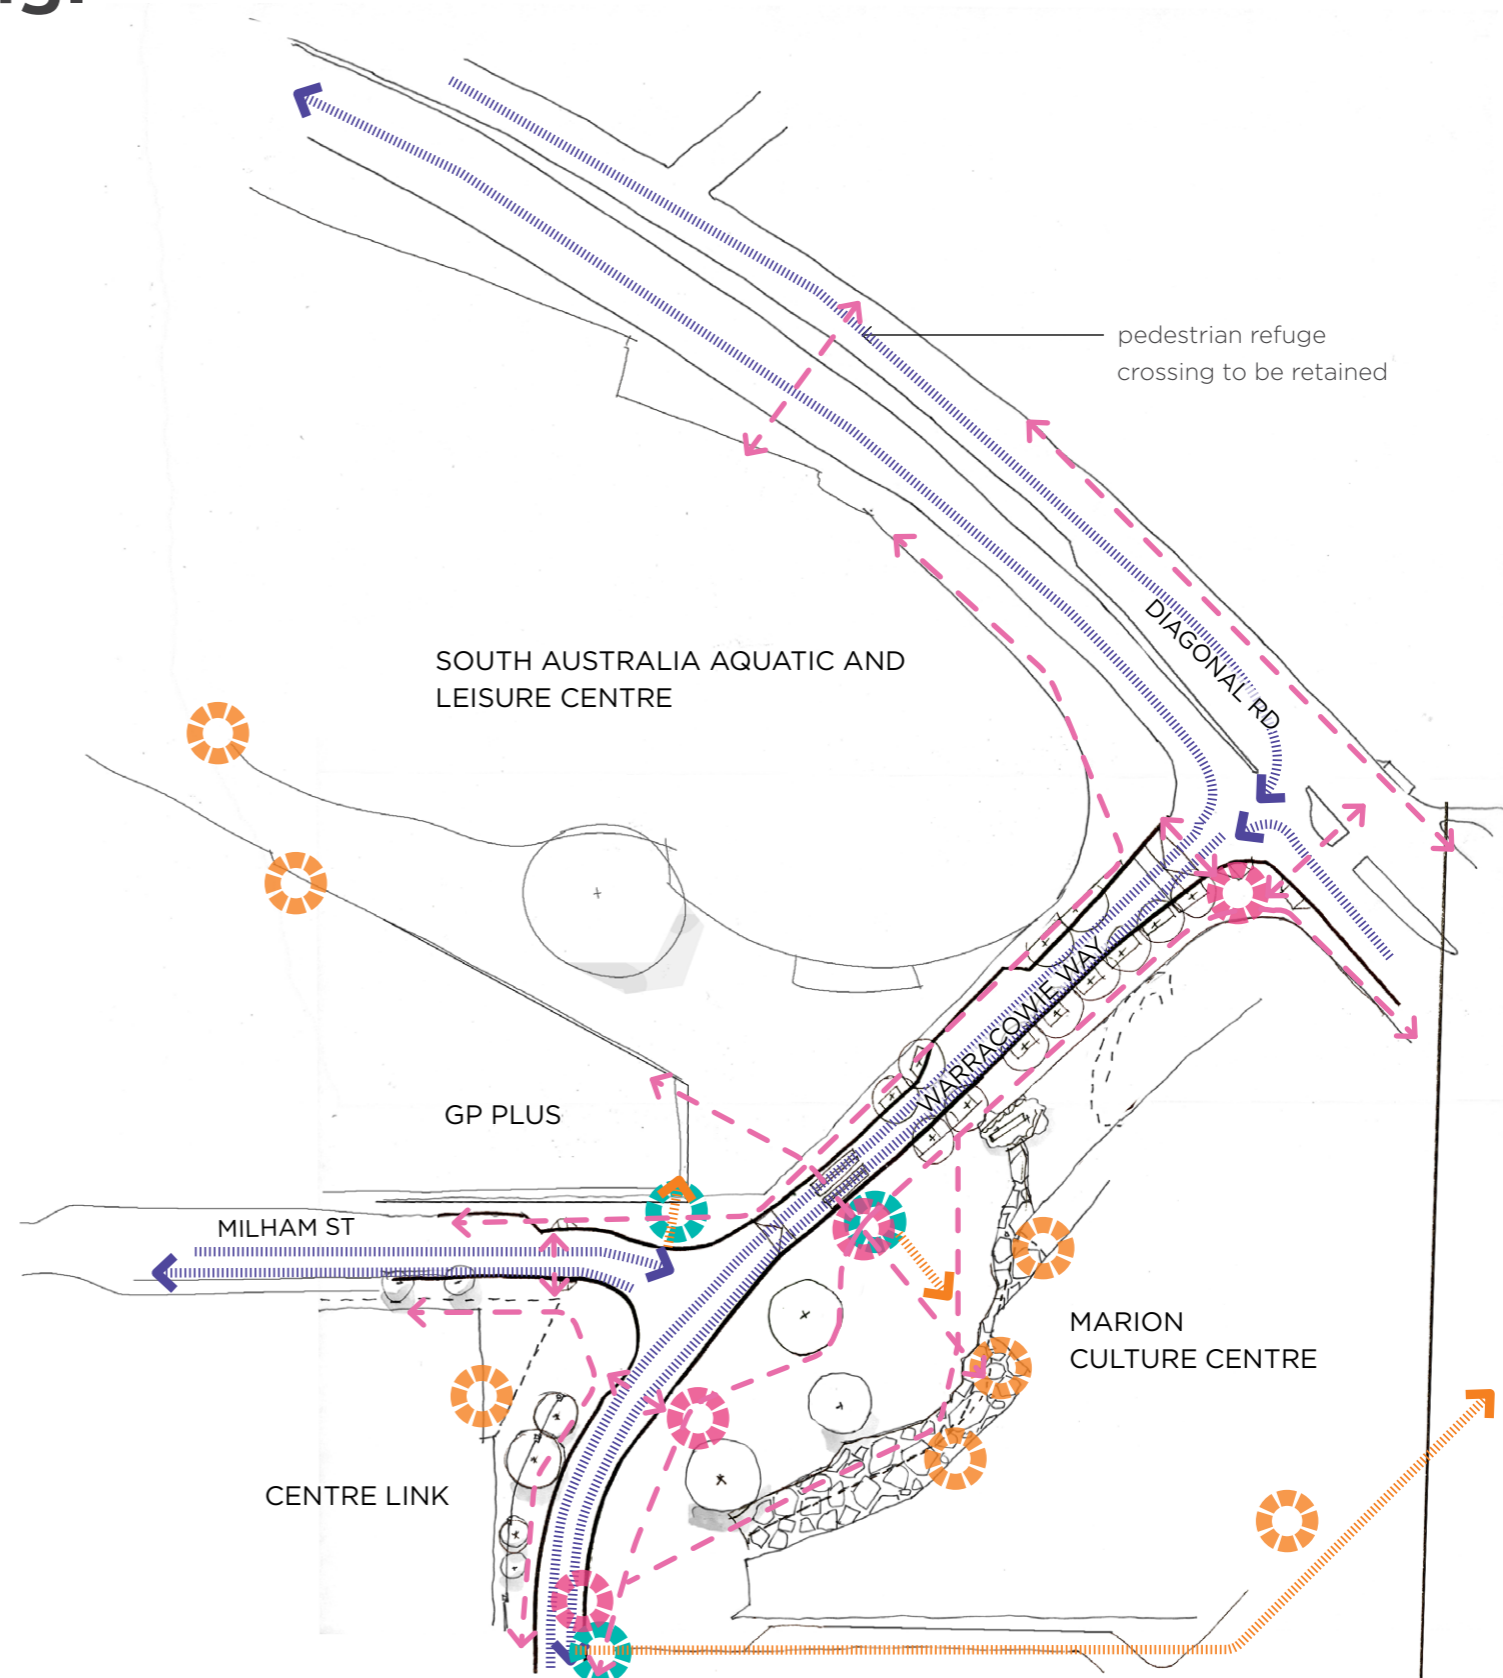 pedestrian refuge
crossing to be retained
DIAGONAL RD
SOUTH AUSTRALIA AQUATIC AND
LEISURE CENTRE
WARRACOWIE WAY
GP PLUS
MILHAM ST
MARION
CULTURE CENTRE
CENTRE LINK